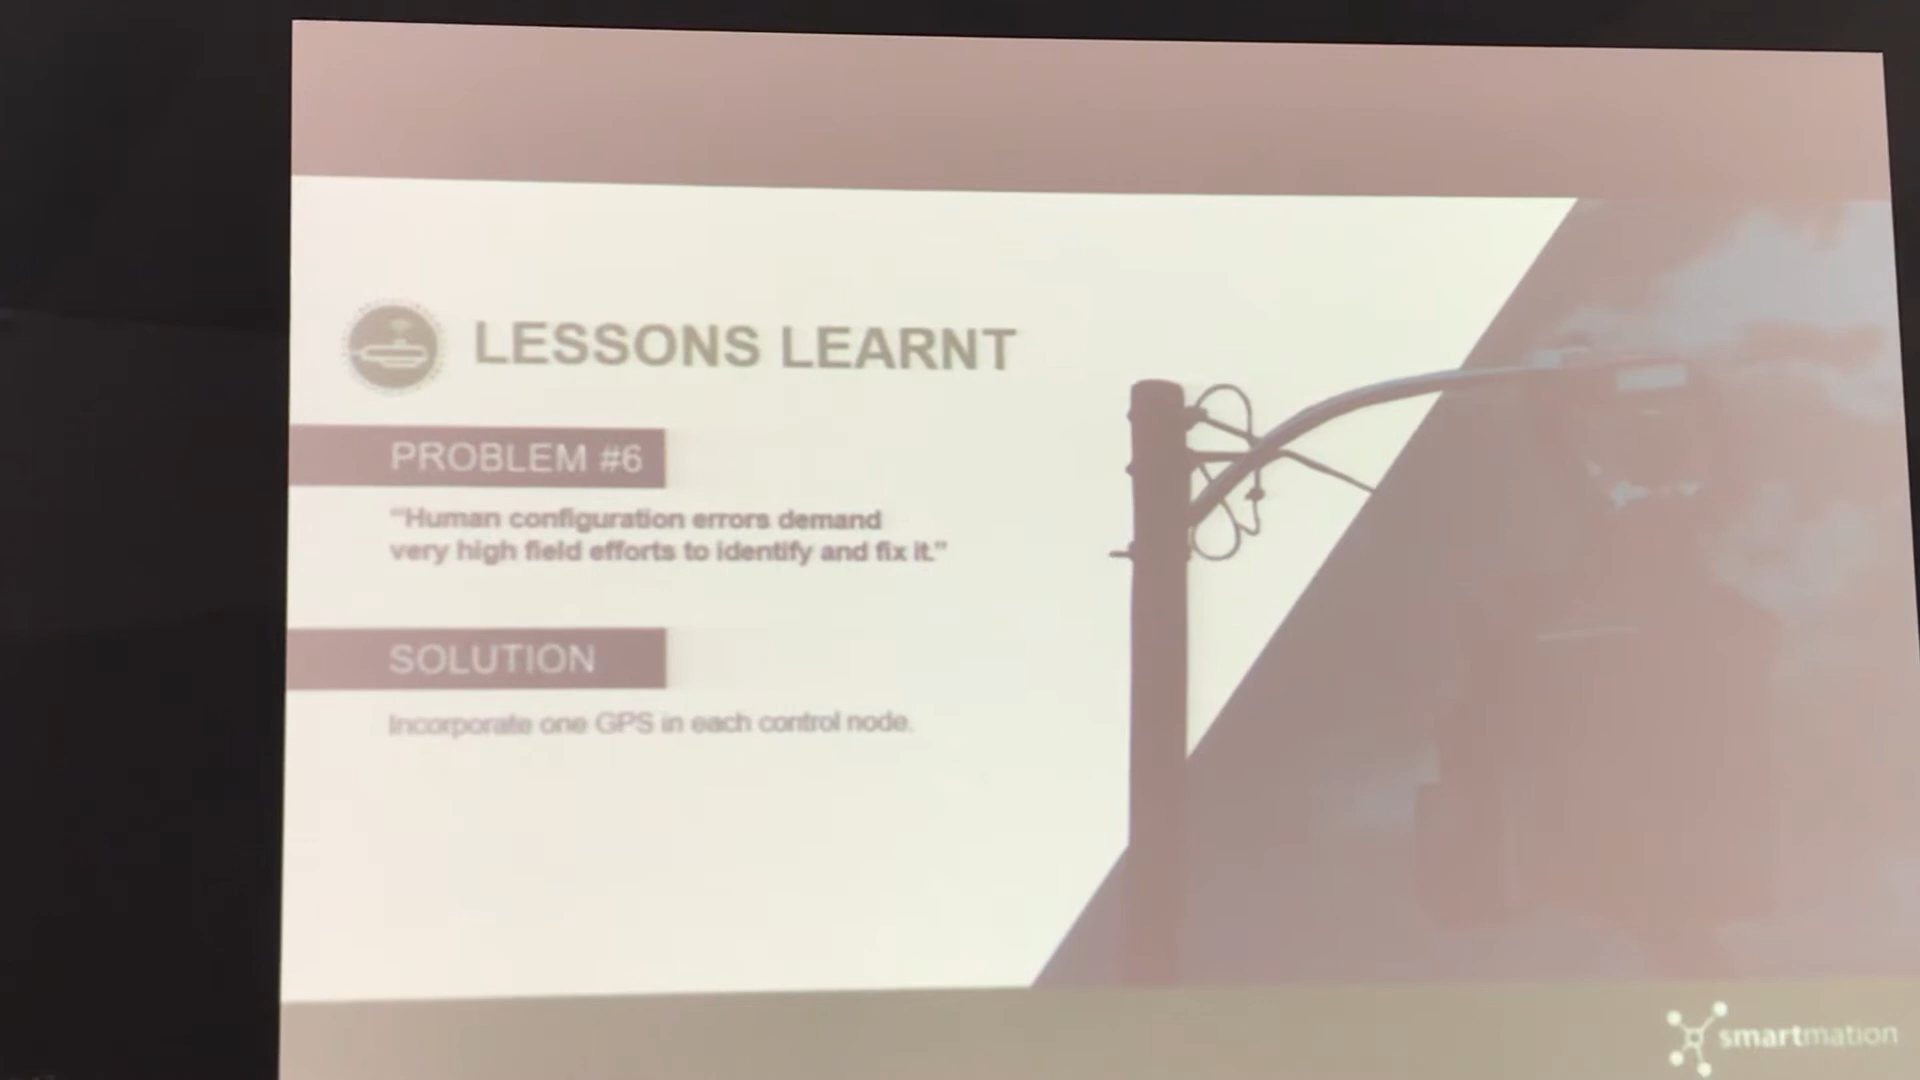 LESSONS LEARNT
PROBLEM #6
"Human configuration errors demand
very high field efforts to identify and fix it."
SOLUTION
Incorporate one GPS in each control node.
smartmation